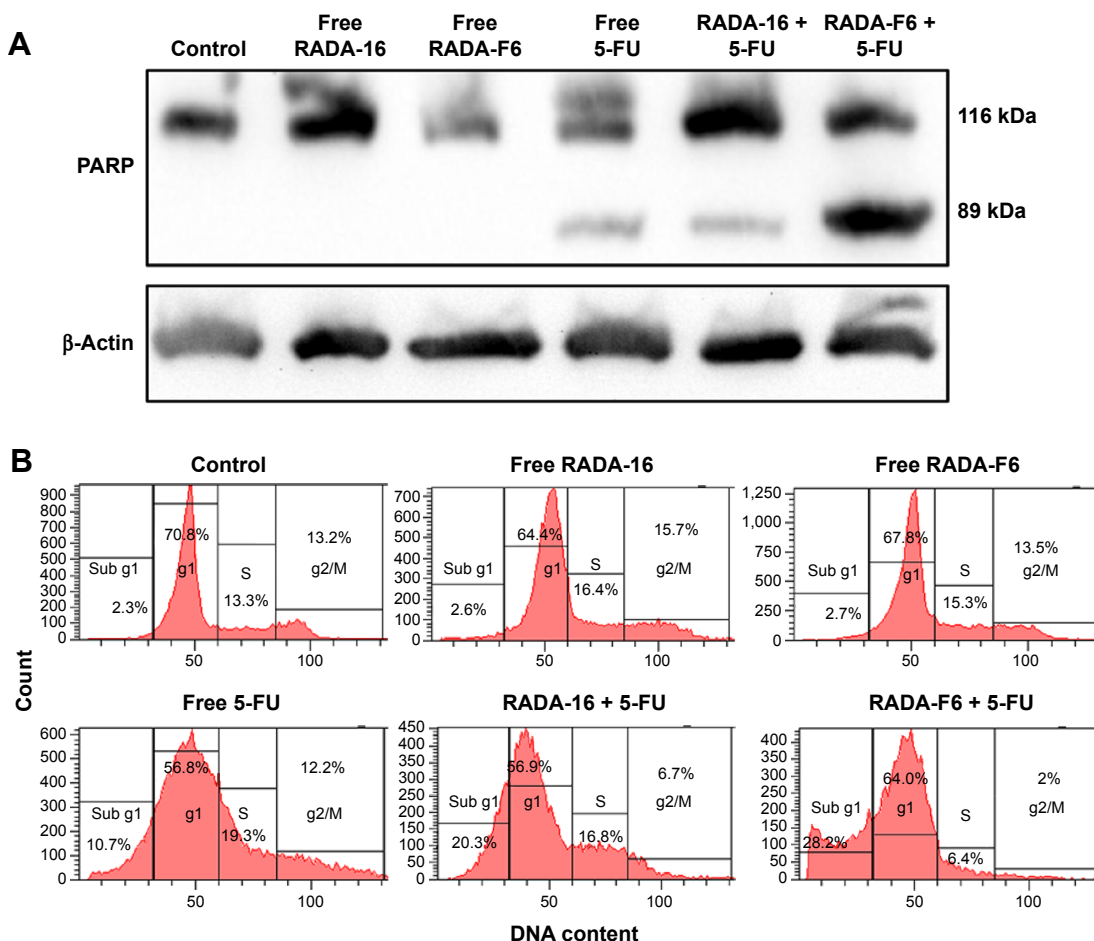 A
Control
Free
RADA-16
Free
RADA-F6
Free
5-FU
RADA-16 +
5-FU
RADA-F6 +
5-FU
PARP
116 kDa
89 kDa
β-Actin
B
Count
Control
900
800
700
600
500
400
300
200
100
0
Sub g1
2.3%
70.8%
g1
S
13.3%
13.2%
g2/M
50
100
Free RADA-16
700
600
500
400
300
200
100
0
Sub g1
2.6%
64.4%
g1
S
16.4%
15.7%
g2/M
50
100
Free RADA-F6
1,250
1,000
750
500
250
0
Sub g1
2.7%
67.8%
g1
S
15.3%
13.5%
g2/M
50
100
Free 5-FU
600
500
400
300
200
100
0
Sub g1
10.7%
56.8%
g1
S
19.3%
12.2%
g2/M
50
100
RADA-16 + 5-FU
450
400
350
300
250
200
150
100
50
0
Sub g1
20.3%
56.9%
g1
S
16.8%
6.7%
g2/M
50
100
RADA-F6 + 5-FU
400
350
300
250
200
150
100
50
0
Sub g1
28.2%
64.0%
g1
S
6.4%
2%
g2/M
50
100
DNA content